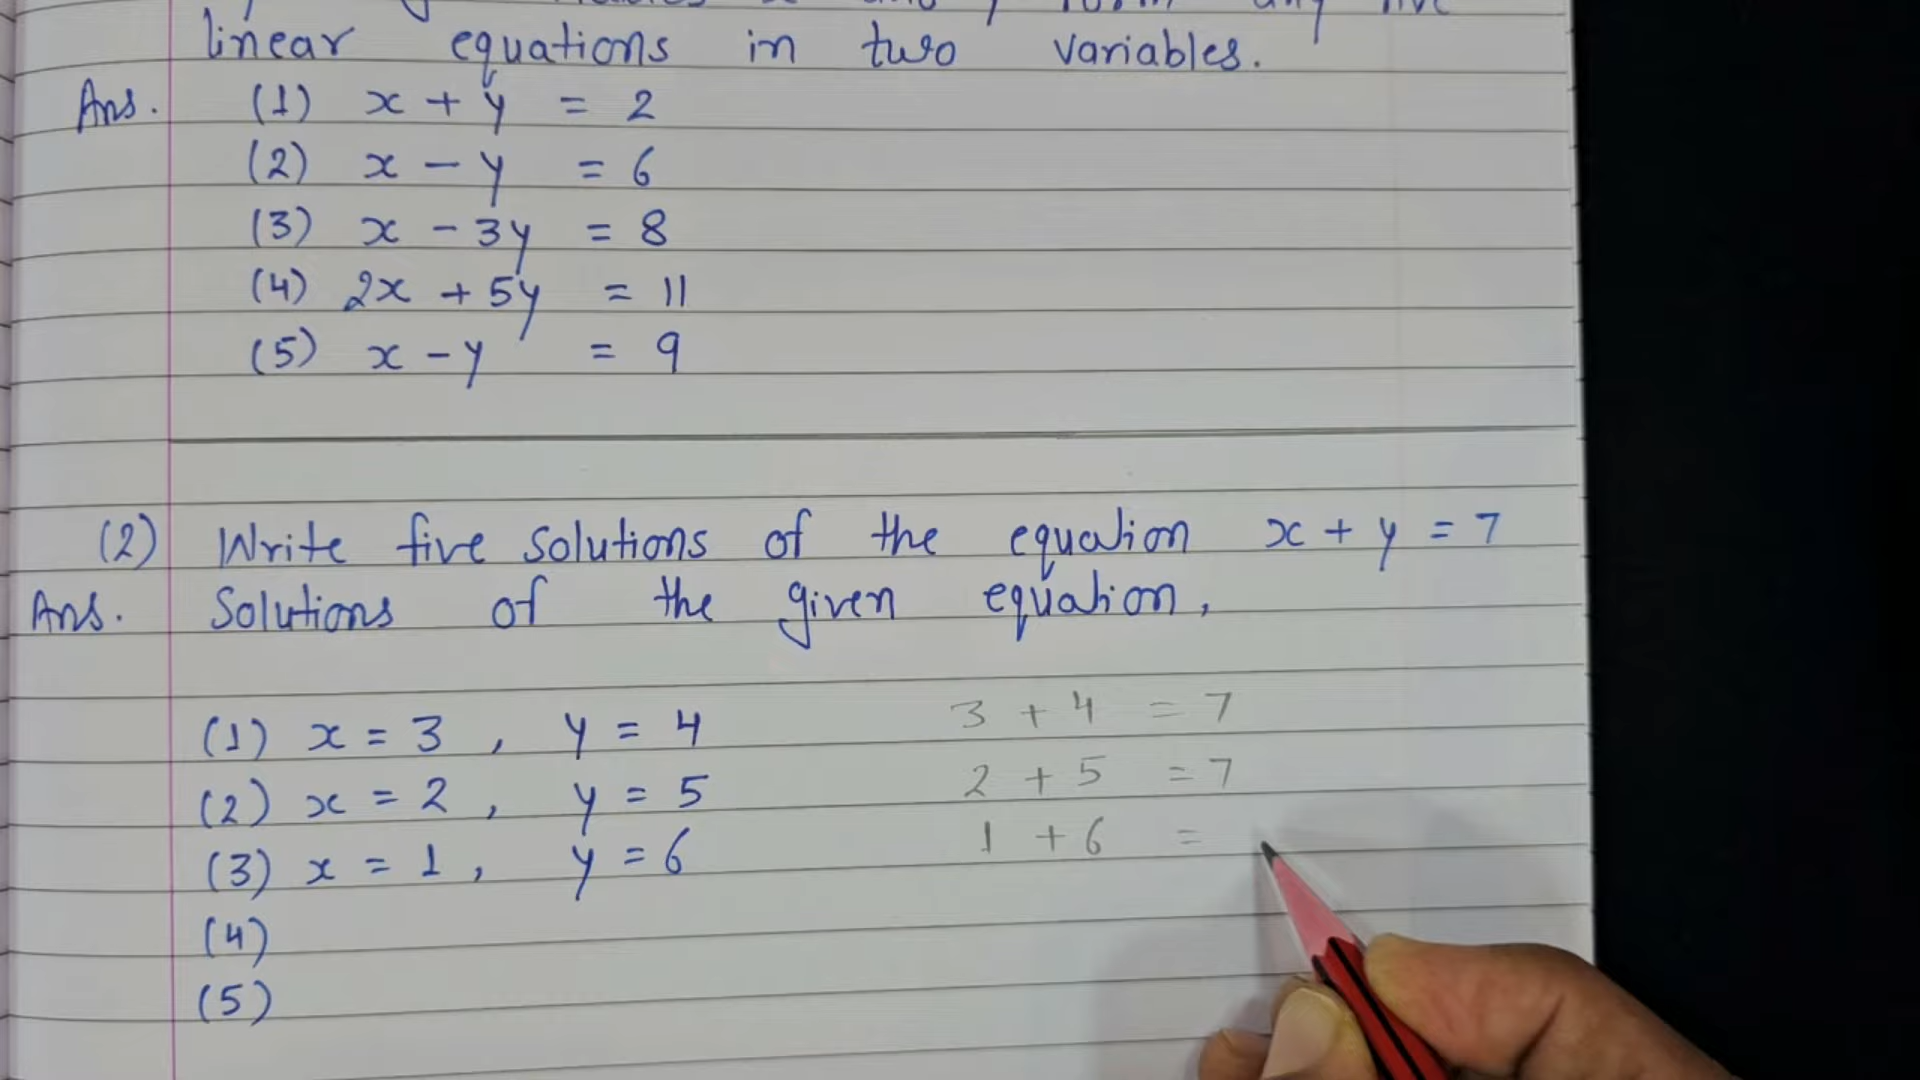 linear equations in two variables.
Ans. (1) x + y = 2
(2) x - y = 6
(3) x - 3y = 8
(4) 2x + 5y = 11
(5) x - y = 9
(2) Write five solutions of the equation x + y = 7
Ans. Solutions of the given equation,
(1) x = 3 , y = 4 3 + 4 = 7
(2) x = 2 , y = 5 2 + 5 = 7
(3) x = 1 , y = 6 1 + 6 =
(4)
(5)